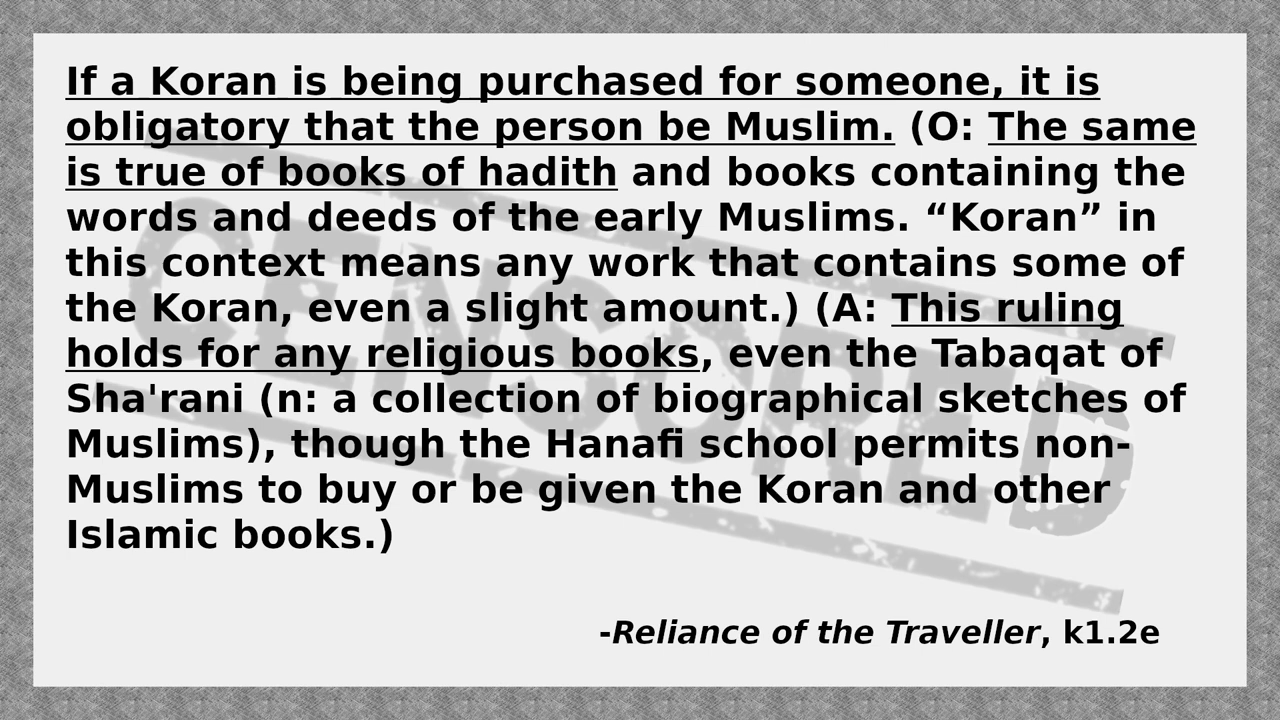 If a Koran is being purchased for someone, it is
obligatory that the person be Muslim. (O: The same
is true of books of hadith and books containing the
words and deeds of the early Muslims. “Koran” in
this context means any work that contains some of
the Koran, even a slight amount.) (A: This ruling
holds for any religious books, even the Tabaqat of
Sha'rani (n: a collection of biographical sketches of
Muslims), though the Hanafi school permits non-
Muslims to buy or be given the Koran and other
Islamic books.)
-Reliance of the Traveller, k1.2e
CENSORED